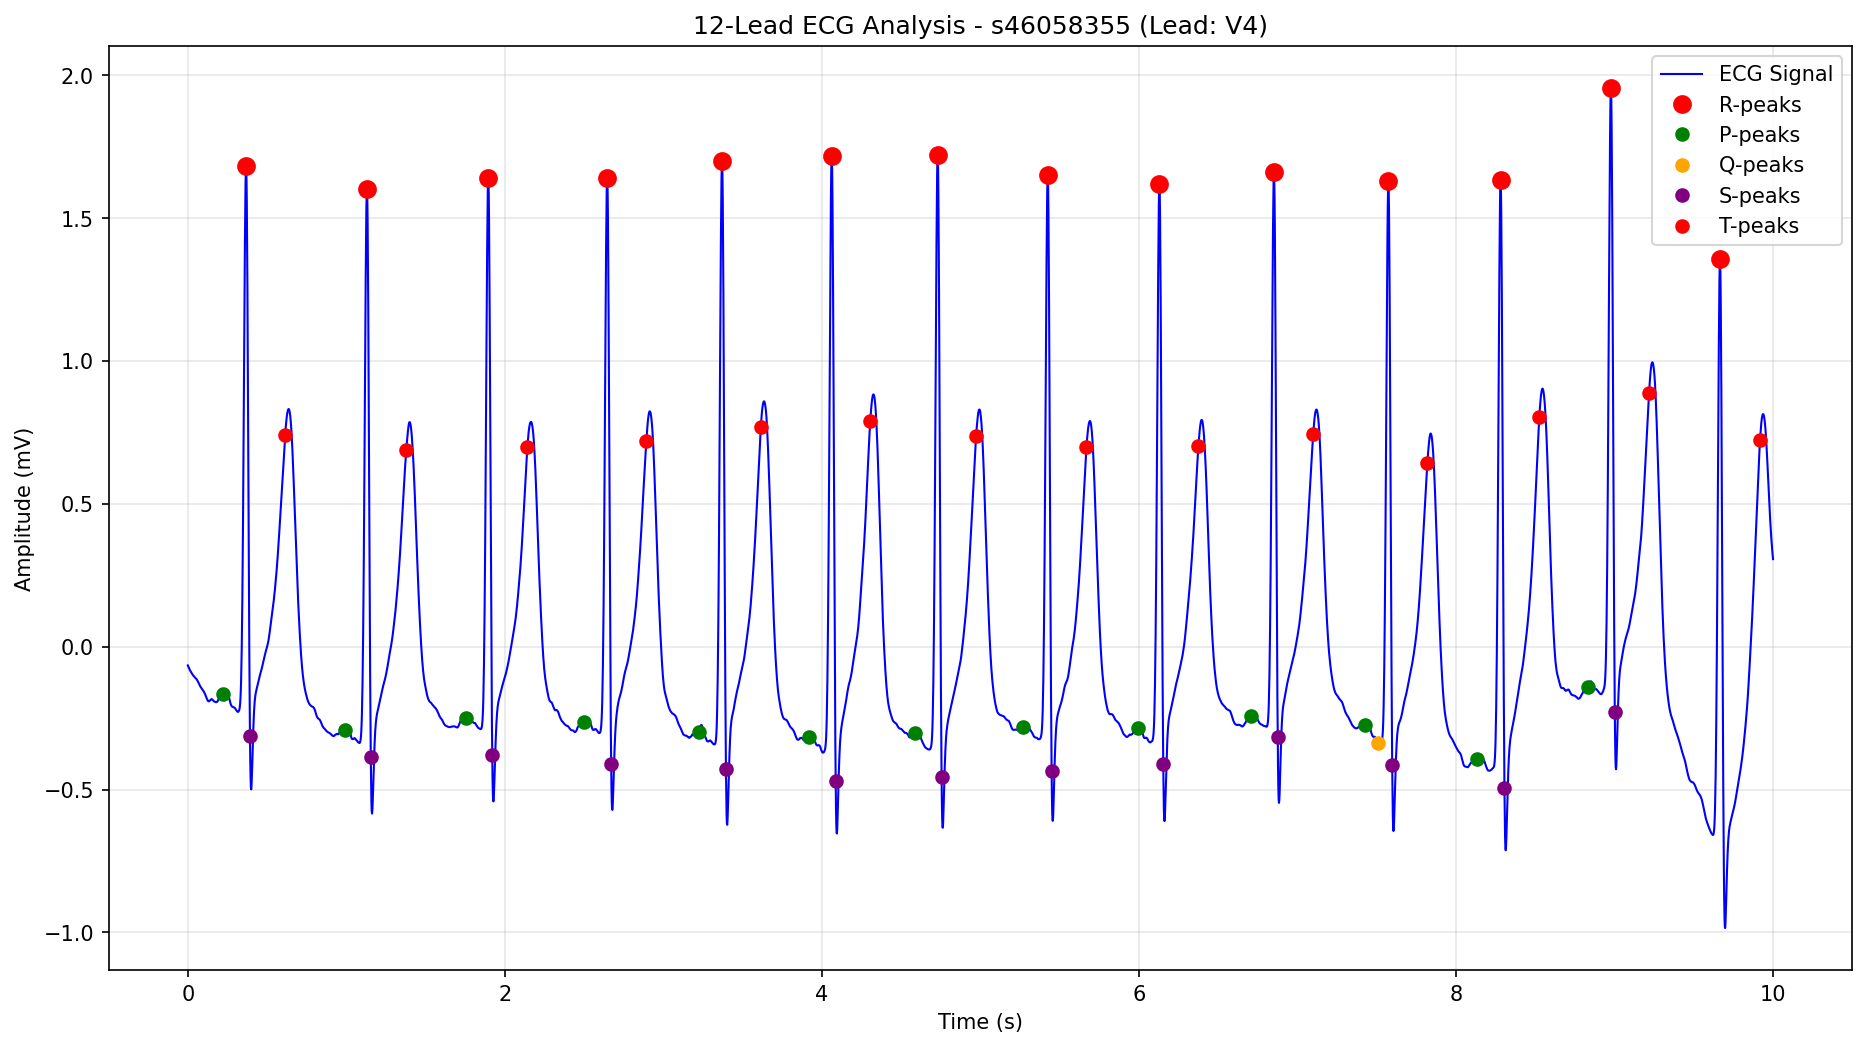 12-Lead ECG Analysis - s46058355 (Lead: V4)
ECG Signal
R-peaks
P-peaks
Q-peaks
S-peaks
T-peaks
Amplitude (mV)
2.0
1.5
1.0
0.5
0.0
−0.5
−1.0
0 2 4 6 8 10
Time (s)